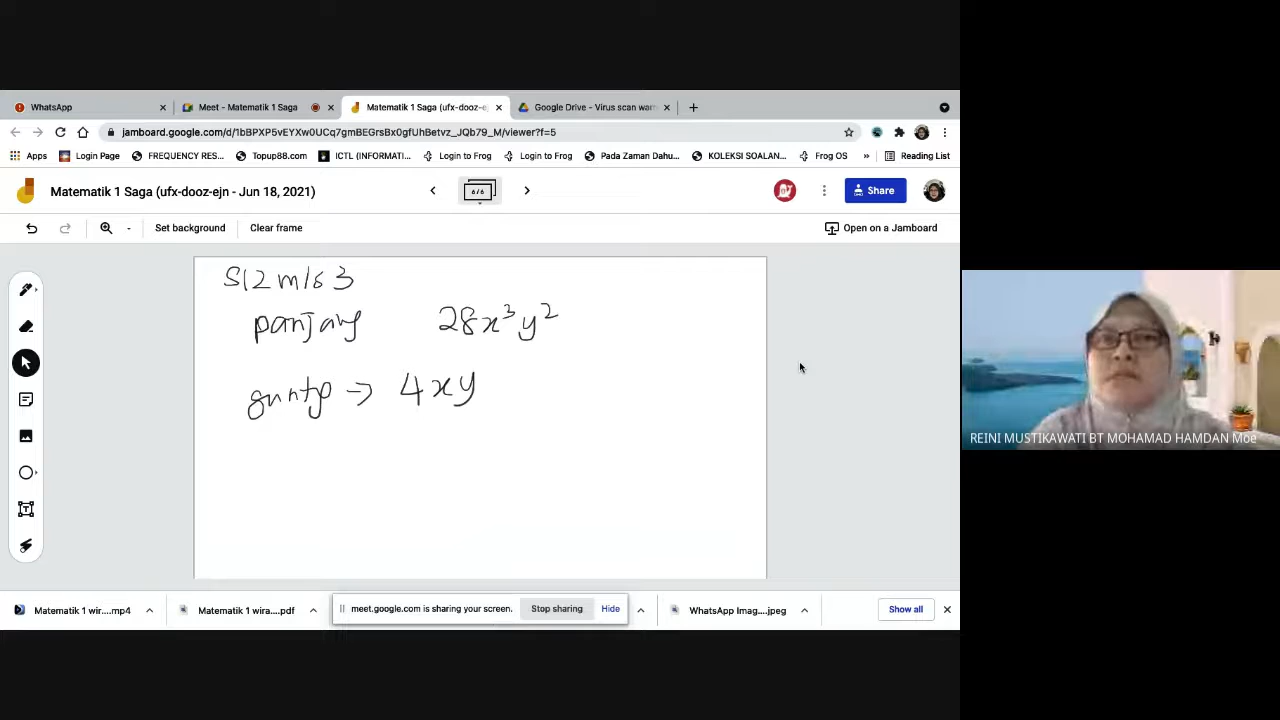 WhatsApp
Meet - Matematik 1 Saga
Matematik 1 Saga (ufx-dooz-e
Google Drive - Virus scan warn
jamboard.google.com/d/1bBPXP5vEYXw0UCq7gmBEGrsBx0gfUhBetvz_JQb79_M/viewer?f=5
Apps Login Page FREQUENCY RES... Topup88.com ICTL (INFORMATI... Login to Frog Login to Frog Pada Zaman Dahu... KOLEKSI SOALAN... Frog OS » Reading List
Matematik 1 Saga (ufx-dooz-ejn - Jun 18, 2021)
6/6
Share
Set background Clear frame
Open on a Jamboard
S12 m/s 3
panjang 28x³y²
→ 4xy
REINI MUSTIKAWATI BT MOHAMAD HAMDAN Moe
Matematik 1 wir....mp4
Matematik 1 wira....pdf
meet.google.com is sharing your screen. Stop sharing Hide
WhatsApp Imag....jpeg
Show all